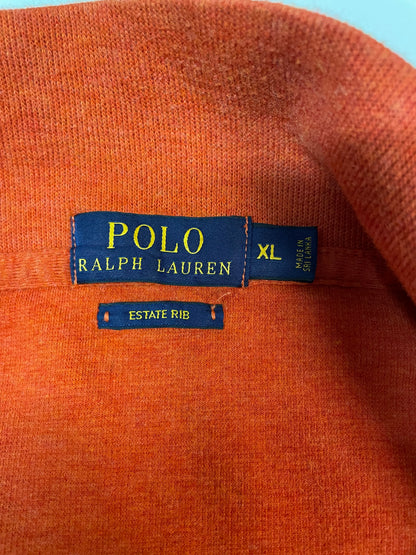 POLO
RALPH LAUREN
XL
MADE IN
SRI LANKA
ESTATE RIB